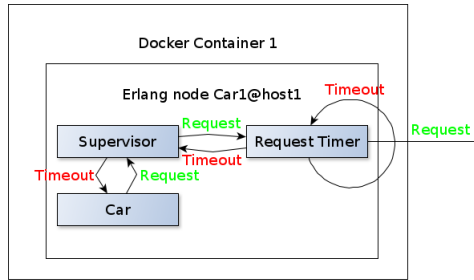 Docker Container 1
Erlang node Car1@host1
Timeout
Request
Request
Supervisor
Request Timer
Timeout
Timeout
Request
Car